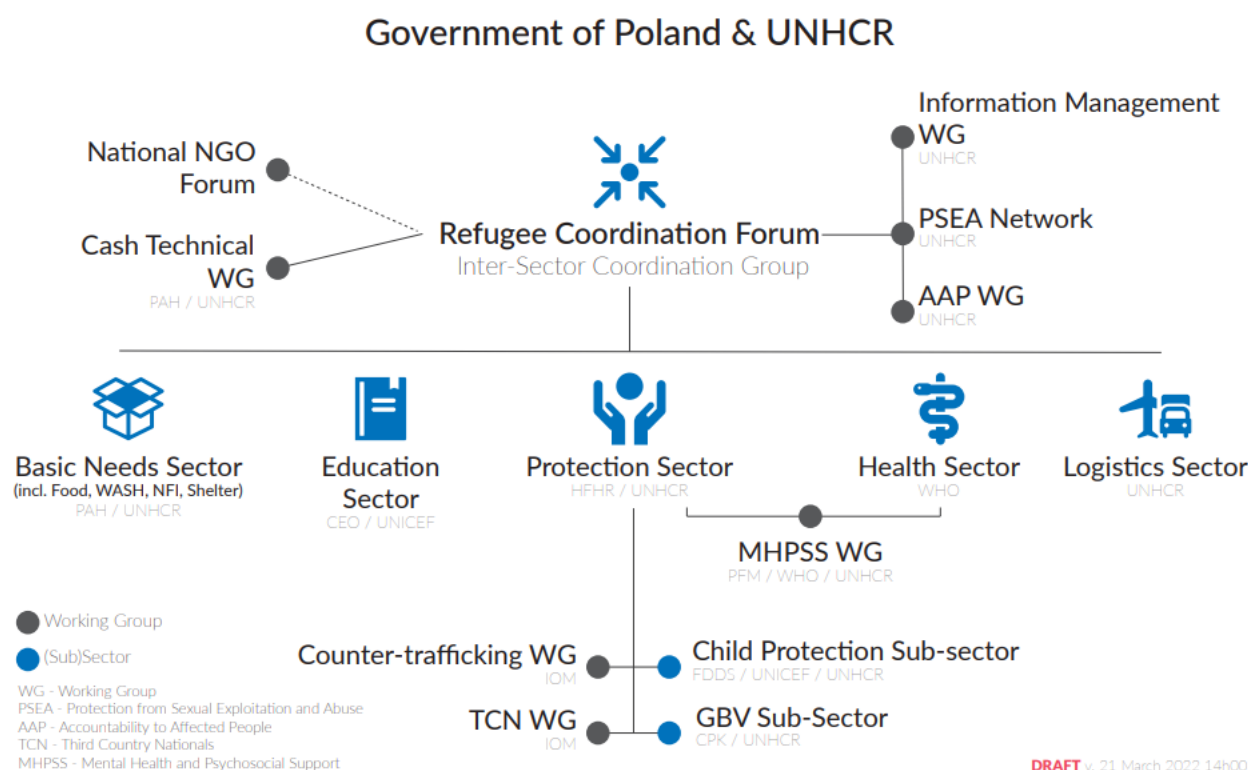 Government of Poland & UNHCR
National NGO
Forum
Cash Technical
WG
PAH / UNHCR
Refugee Coordination Forum
Inter-Sector Coordination Group
Information Management
WG
UNHCR
PSEA Network
UNHCR
AAP WG
UNHCR
Basic Needs Sector
(incl. Food, WASH, NFI, Shelter)
PAH / UNHCR
Education
Sector
CEO / UNICEF
Protection Sector
HFHR / UNHCR
Health Sector
WHO
Logistics Sector
UNHCR
MHPSS WG
PFM / WHO / UNHCR
Counter-trafficking WG
IOM
Child Protection Sub-sector
FDDS / UNICEF / UNHCR
TCN WG
IOM
GBV Sub-Sector
CPK / UNHCR
Working Group
(Sub)Sector
WG - Working Group
PSEA - Protection from Sexual Exploitation and Abuse
AAP - Accountability to Affected People
TCN - Third Country Nationals
MHPSS - Mental Health and Psychosocial Support
DRAFT v. 21 March 2022 14h00